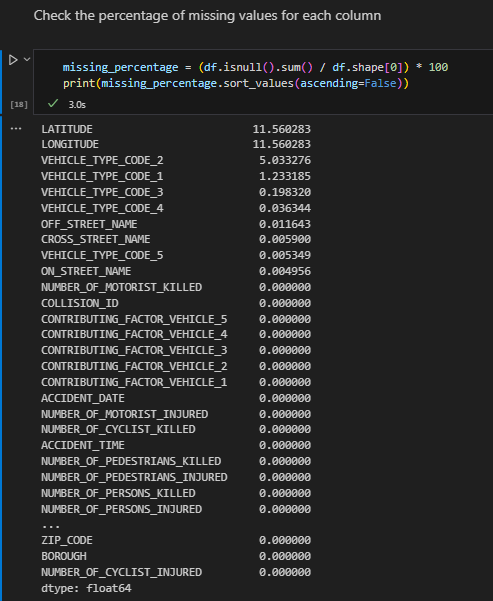 Check the percentage of missing values for each column
missing_percentage = (df.isnull().sum() / df.shape[0]) * 100
print(missing_percentage.sort_values(ascending=False))
[18] 3.0s
...
LATITUDE 11.560283
LONGITUDE 11.560283
VEHICLE_TYPE_CODE_2 5.033276
VEHICLE_TYPE_CODE_1 1.233185
VEHICLE_TYPE_CODE_3 0.198320
VEHICLE_TYPE_CODE_4 0.036344
OFF_STREET_NAME 0.011643
CROSS_STREET_NAME 0.005900
VEHICLE_TYPE_CODE_5 0.005349
ON_STREET_NAME 0.004956
NUMBER_OF_MOTORIST_KILLED 0.000000
COLLISION_ID 0.000000
CONTRIBUTING_FACTOR_VEHICLE_5 0.000000
CONTRIBUTING_FACTOR_VEHICLE_4 0.000000
CONTRIBUTING_FACTOR_VEHICLE_3 0.000000
CONTRIBUTING_FACTOR_VEHICLE_2 0.000000
CONTRIBUTING_FACTOR_VEHICLE_1 0.000000
ACCIDENT_DATE 0.000000
NUMBER_OF_MOTORIST_INJURED 0.000000
NUMBER_OF_CYCLIST_KILLED 0.000000
ACCIDENT_TIME 0.000000
NUMBER_OF_PEDESTRIANS_KILLED 0.000000
NUMBER_OF_PEDESTRIANS_INJURED 0.000000
NUMBER_OF_PERSONS_KILLED 0.000000
NUMBER_OF_PERSONS_INJURED 0.000000
...
ZIP_CODE 0.000000
BOROUGH 0.000000
NUMBER_OF_CYCLIST_INJURED 0.000000
dtype: float64